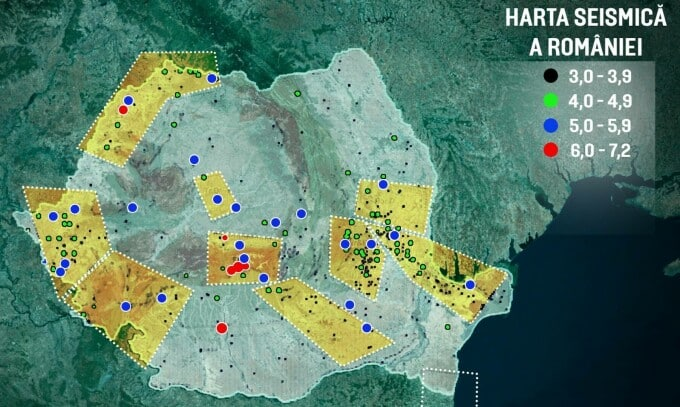 HARTA SEISMICĂ
A ROMÂNIEI
3,0 - 3,9
4,0 - 4,9
5,0 - 5,9
6,0 - 7,2